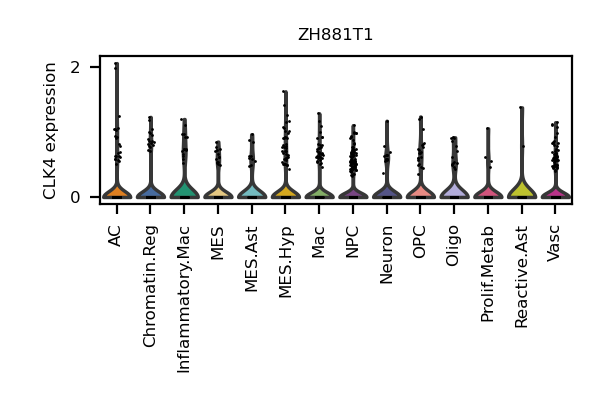 ZH881T1
CLK4 expression
2
0
AC
Chromatin.Reg
Inflammatory.Mac
MES
MES.Ast
MES.Hyp
Mac
NPC
Neuron
OPC
Oligo
Prolif.Metab
Reactive.Ast
Vasc